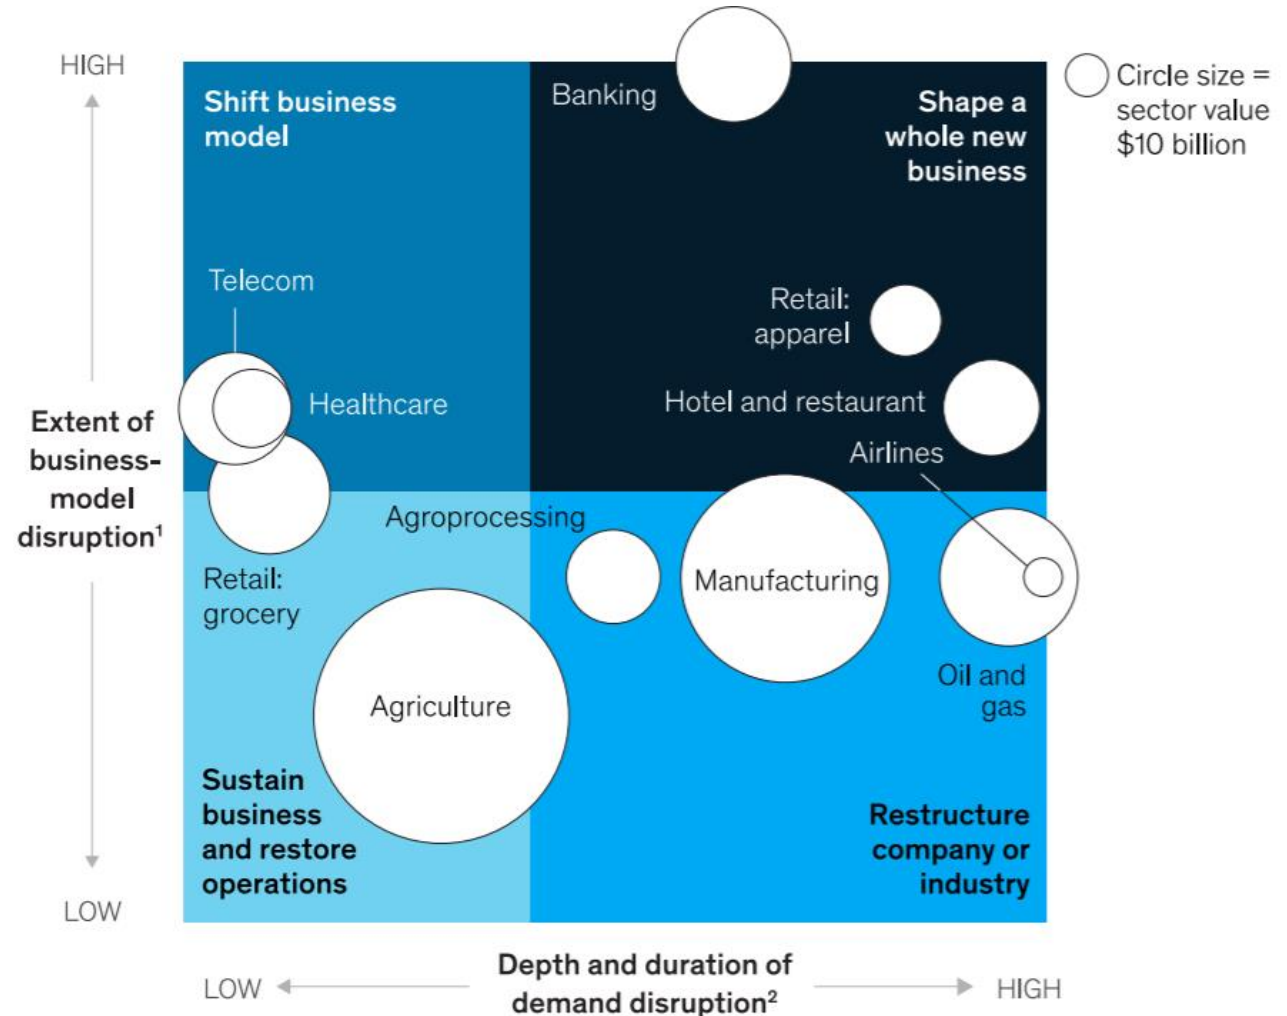 HIGH
Shift business
model
Banking
Shape a
whole new
business
Circle size =
sector value
$10 billion
Telecom
Retail:
apparel
Healthcare
Hotel and restaurant
Airlines
Extent of
business-
model
disruption¹
Agroprocessing
Retail:
grocery
Manufacturing
Oil and
gas
Agriculture
Sustain
business
and restore
operations
Restructure
company or
industry
LOW
LOW
Depth and duration of
demand disruption²
HIGH